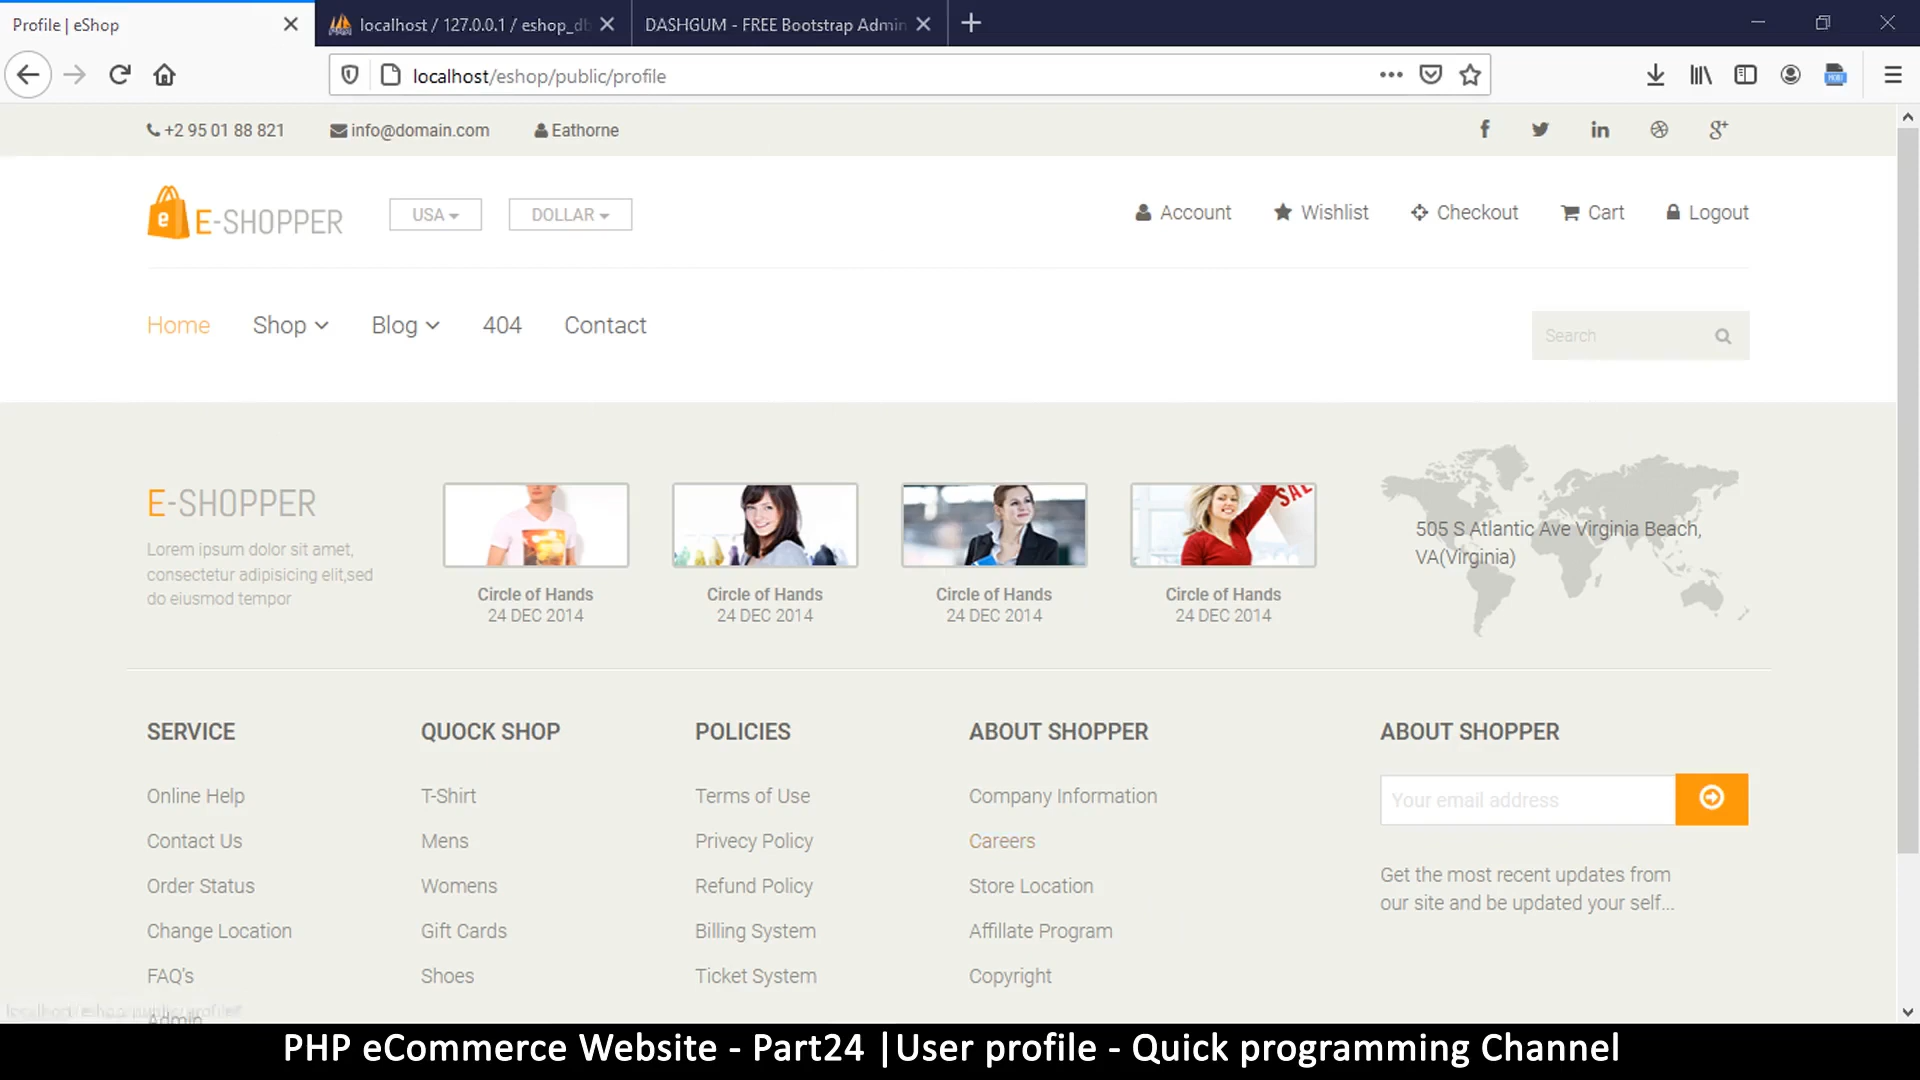 Profile | eShop
localhost / 127.0.0.1 / eshop_db
DASHGUM - FREE Bootstrap Admin
localhost/eshop/public/profile
+2 95 01 88 821
info@domain.com
Eathorne
E-SHOPPER
USA
DOLLAR
Account
Wishlist
Checkout
Cart
Logout
Home
Shop
Blog
404
Contact
Search
E-SHOPPER
Lorem ipsum dolor sit amet,
consectetur adipisicing elit,sed
do eiusmod tempor
Circle of Hands
24 DEC 2014
Circle of Hands
24 DEC 2014
Circle of Hands
24 DEC 2014
SALE
Circle of Hands
24 DEC 2014
505 S Atlantic Ave Virginia Beach,
VA(Virginia)
SERVICE
Online Help
Contact Us
Order Status
Change Location
FAQ's
Admin
QUOCK SHOP
T-Shirt
Mens
Womens
Gift Cards
Shoes
POLICIES
Terms of Use
Privecy Policy
Refund Policy
Billing System
Ticket System
ABOUT SHOPPER
Company Information
Careers
Store Location
Affillate Program
Copyright
ABOUT SHOPPER
Your email address
Get the most recent updates from
our site and be updated your self...
localhost/eshop/public/profile#
PHP eCommerce Website - Part24 |User profile - Quick programming Channel